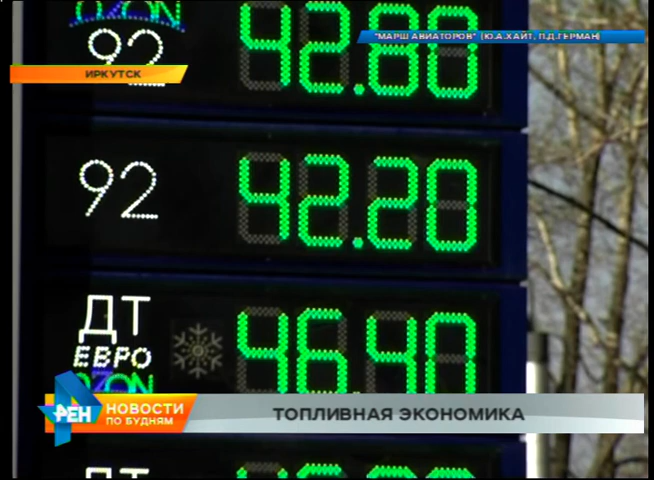 OZON
92
42.80
"МАРШ АВИАТОРОВ" (Ю.А.ХАЙТ, П.Д.ГЕРМАН)
ИРКУТСК
92
42.20
ДТ
ЕВРО
OZON
46.40
РЕН
НОВОСТИ
ПО БУДНЯМ
ТОПЛИВНАЯ ЭКОНОМИКА
ДТ